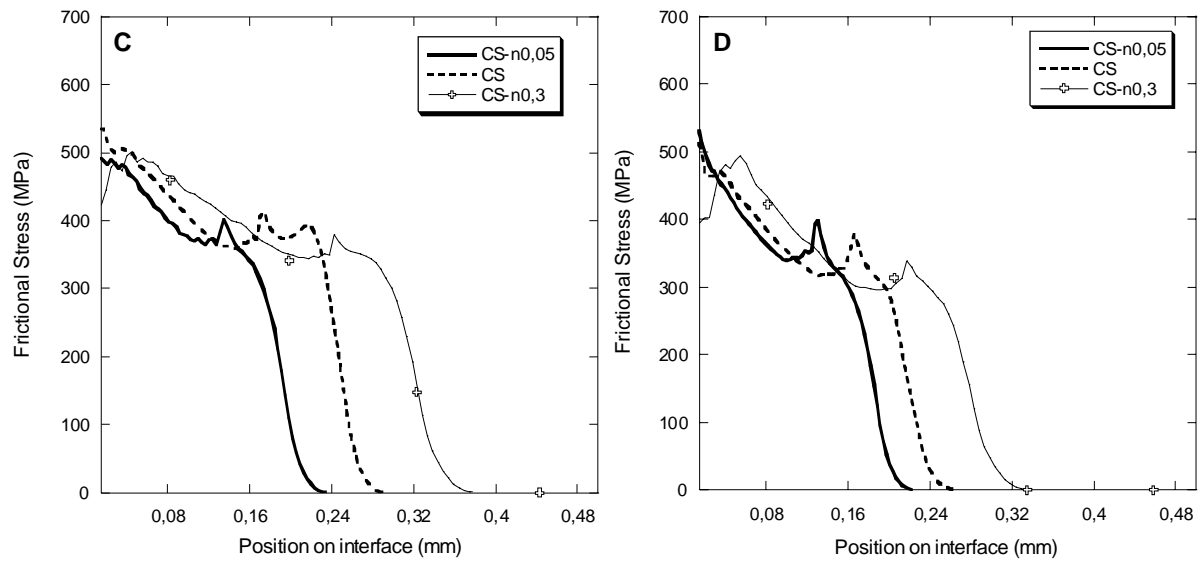 C
CS-n0,05
CS
CS-n0,3
700
600
500
400
300
200
100
0
Frictional Stress (MPa)
0,08
0,16
0,24
0,32
0,4
0,48
Position on interface (mm)
D
CS-n0,05
CS
CS-n0,3
700
600
500
400
300
200
100
0
Frictional Stress (MPa)
0,08
0,16
0,24
0,32
0,4
0,48
Position on interface (mm)